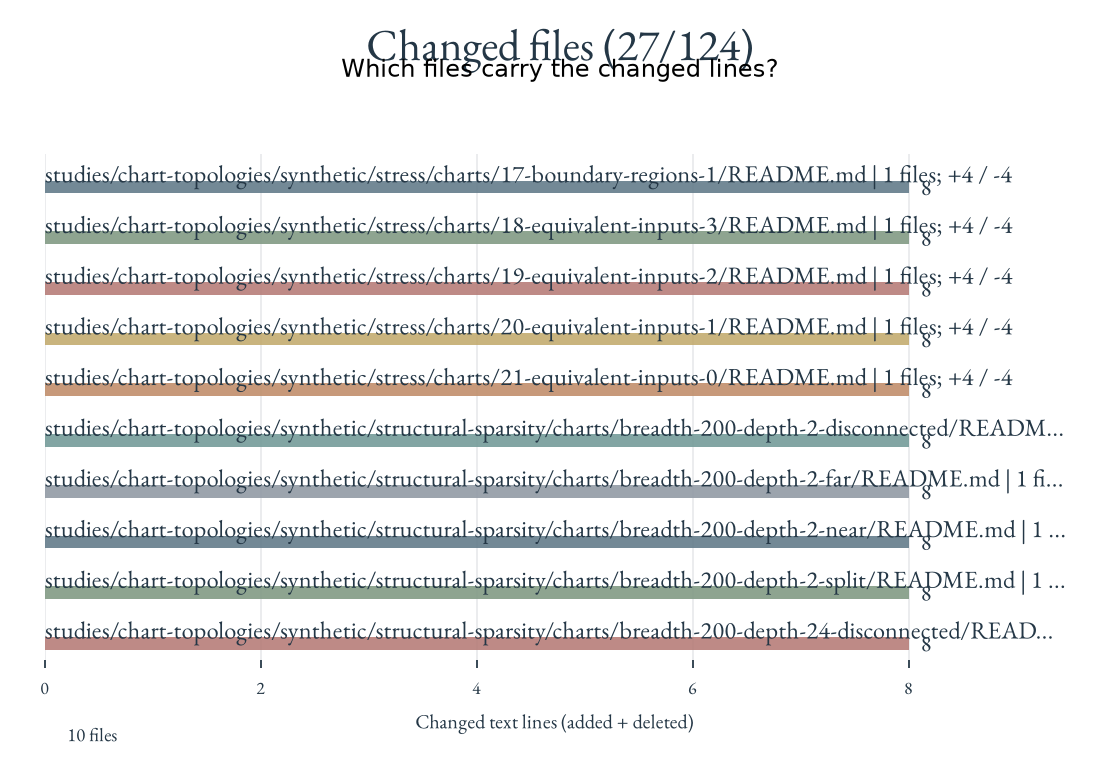 Changed files (27/124)
Which files carry the changed lines?
studies/chart-topologies/synthetic/stress/charts/17-boundary-regions-1/README.md | 1 files; +4 / -4
8
studies/chart-topologies/synthetic/stress/charts/18-equivalent-inputs-3/README.md | 1 files; +4 / -4
8
studies/chart-topologies/synthetic/stress/charts/19-equivalent-inputs-2/README.md | 1 files; +4 / -4
8
studies/chart-topologies/synthetic/stress/charts/20-equivalent-inputs-1/README.md | 1 files; +4 / -4
8
studies/chart-topologies/synthetic/stress/charts/21-equivalent-inputs-0/README.md | 1 files; +4 / -4
8
studies/chart-topologies/synthetic/structural-sparsity/charts/breadth-200-depth-2-disconnected/READM...
8
studies/chart-topologies/synthetic/structural-sparsity/charts/breadth-200-depth-2-far/README.md | 1 fi...
8
studies/chart-topologies/synthetic/structural-sparsity/charts/breadth-200-depth-2-near/README.md | 1 ...
8
studies/chart-topologies/synthetic/structural-sparsity/charts/breadth-200-depth-2-split/README.md | 1 ...
8
studies/chart-topologies/synthetic/structural-sparsity/charts/breadth-200-depth-24-disconnected/READ...
8
0 2 4 6 8
Changed text lines (added + deleted)
10 files